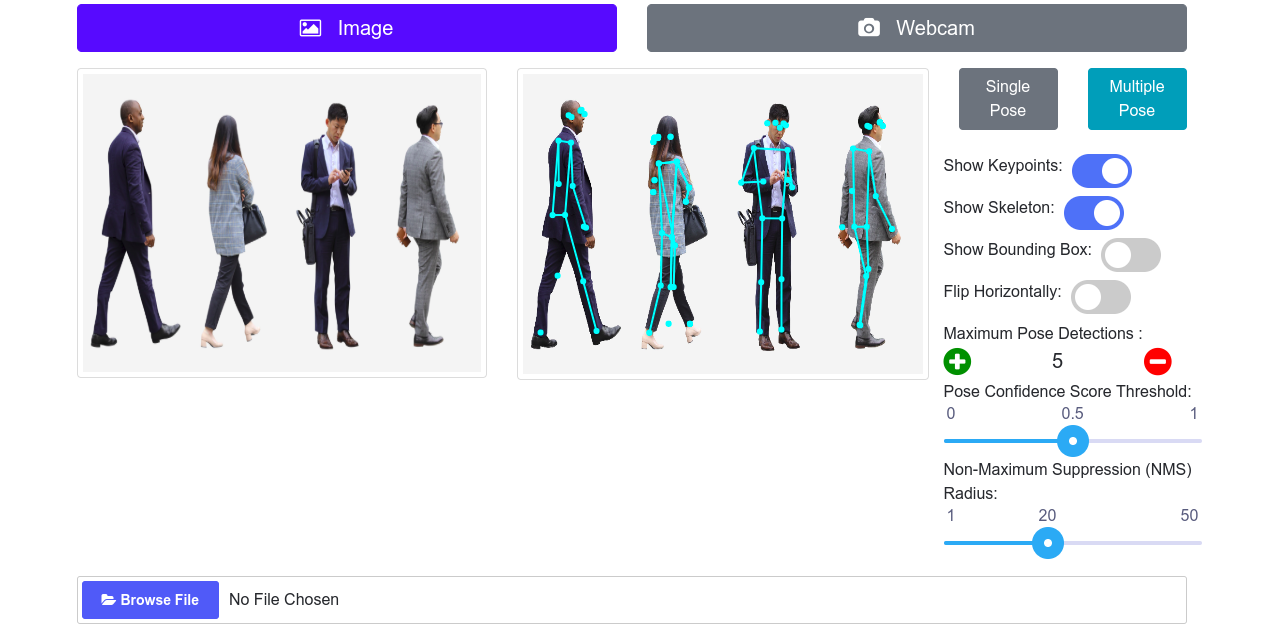 Image
Webcam
Single
Pose
Multiple
Pose
Show Keypoints:
Show Skeleton:
Show Bounding Box:
Flip Horizontally:
Maximum Pose Detections :
5
Pose Confidence Score Threshold:
0 0.5 1
Non-Maximum Suppression (NMS)
Radius:
1 20 50
Browse File No File Chosen